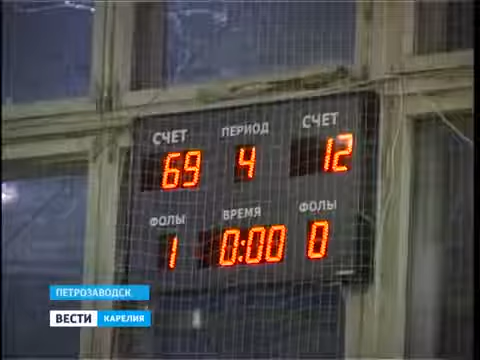 СЧЕТ ПЕРИОД СЧЕТ
69 4 12
ФОЛЫ ВРЕМЯ ФОЛЫ
1 0:00 0
ПЕТРОЗАВОДСК
ВЕСТИ КАРЕЛИЯ